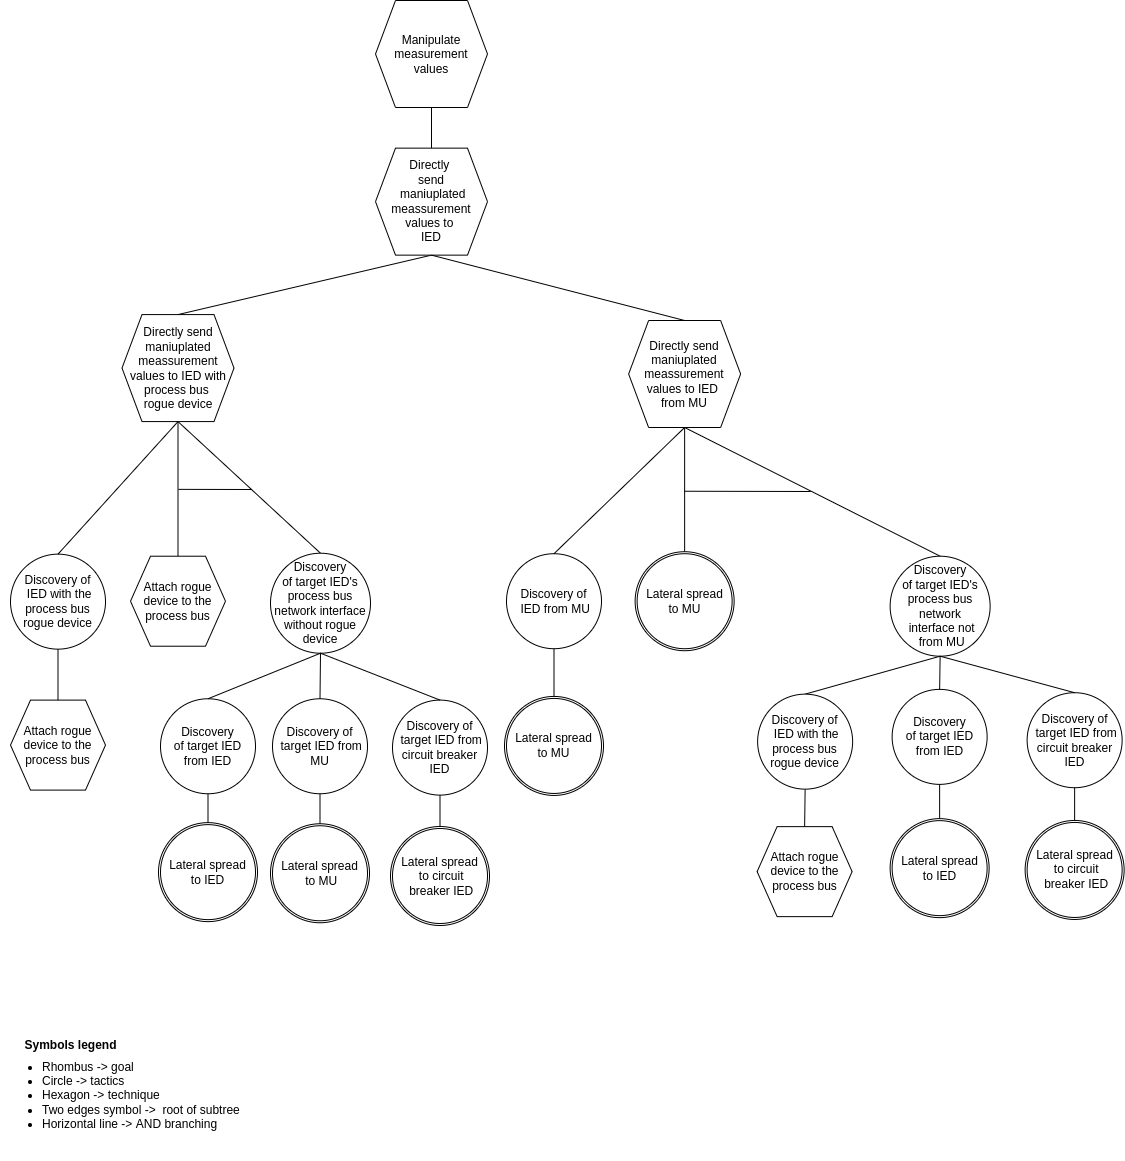 Manipulate
measurement
values
Directly
send
maniuplated
meassurement
values to
IED
Directly send
maniuplated
meassurement
values to IED with
process bus
rogue device
Directly send
maniuplated
meassurement
values to IED
from MU
Discovery of
IED with the
process bus
rogue device
Attach rogue
device to the
process bus
Discovery
of target IED's
process bus
network interface
without rogue
device
Discovery of
IED from MU
Lateral spread
to MU
Discovery
of target IED's
process bus
network
interface not
from MU
Attach rogue
device to the
process bus
Discovery
of target IED
from IED
Discovery of
target IED from
MU
Discovery of
target IED from
circuit breaker
IED
Lateral spread
to MU
Discovery of
IED with the
process bus
rogue device
Discovery
of target IED
from IED
Discovery of
target IED from
circuit breaker
IED
Lateral spread
to IED
Lateral spread
to MU
Lateral spread
to circuit
breaker IED
Attach rogue
device to the
process bus
Lateral spread
to IED
Lateral spread
to circuit
breaker IED
Symbols legend
• Rhombus -> goal
• Circle -> tactics
• Hexagon -> technique
• Two edges symbol -> root of subtree
• Horizontal line -> AND branching